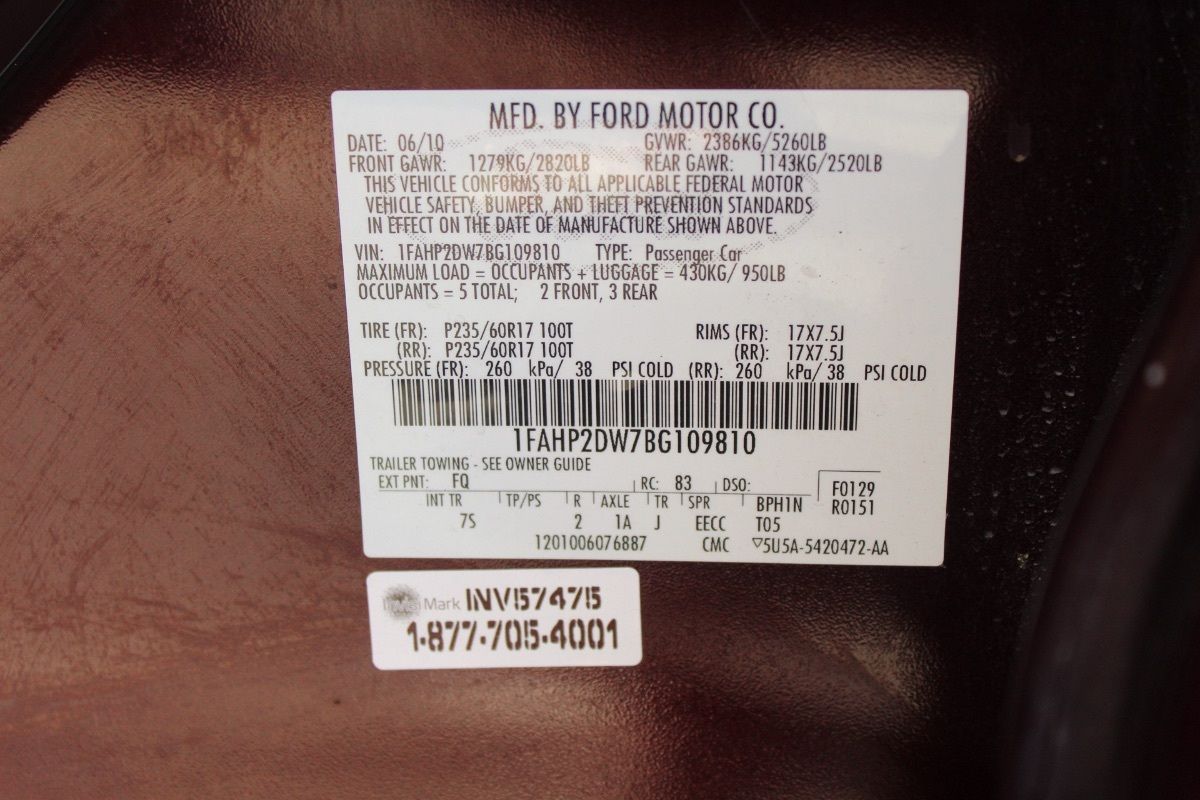 MFD. BY FORD MOTOR CO.
DATE: 06/10 GVWR: 2386KG/5260LB
FRONT GAWR: 1279KG/2820LB REAR GAWR: 1143KG/2520LB
THIS VEHICLE CONFORMS TO ALL APPLICABLE FEDERAL MOTOR
VEHICLE SAFETY, BUMPER, AND THEFT PREVENTION STANDARDS
IN EFFECT ON THE DATE OF MANUFACTURE SHOWN ABOVE.
VIN: 1FAHP2DW7BG109810 TYPE: Passenger Car
MAXIMUM LOAD = OCCUPANTS + LUGGAGE = 430KG/ 950LB
OCCUPANTS = 5 TOTAL; 2 FRONT, 3 REAR
TIRE (FR): P235/60R17 100T RIMS (FR): 17X7.5J
(RR): P235/60R17 100T (RR): 17X7.5J
PRESSURE (FR): 260 kPa/ 38 PSI COLD (RR): 260 kPa/ 38 PSI COLD
1FAHP2DW7BG109810
TRAILER TOWING - SEE OWNER GUIDE
EXT PNT: FQ RC: 83 DSO: F0129
INT TR TP/PS R AXLE TR SPR BPH1N R0151
7S 2 1A J EECC T05
1201006076887 CMC ▽5U5A-5420472-AA
Mark INV57475
1-877-705-4001